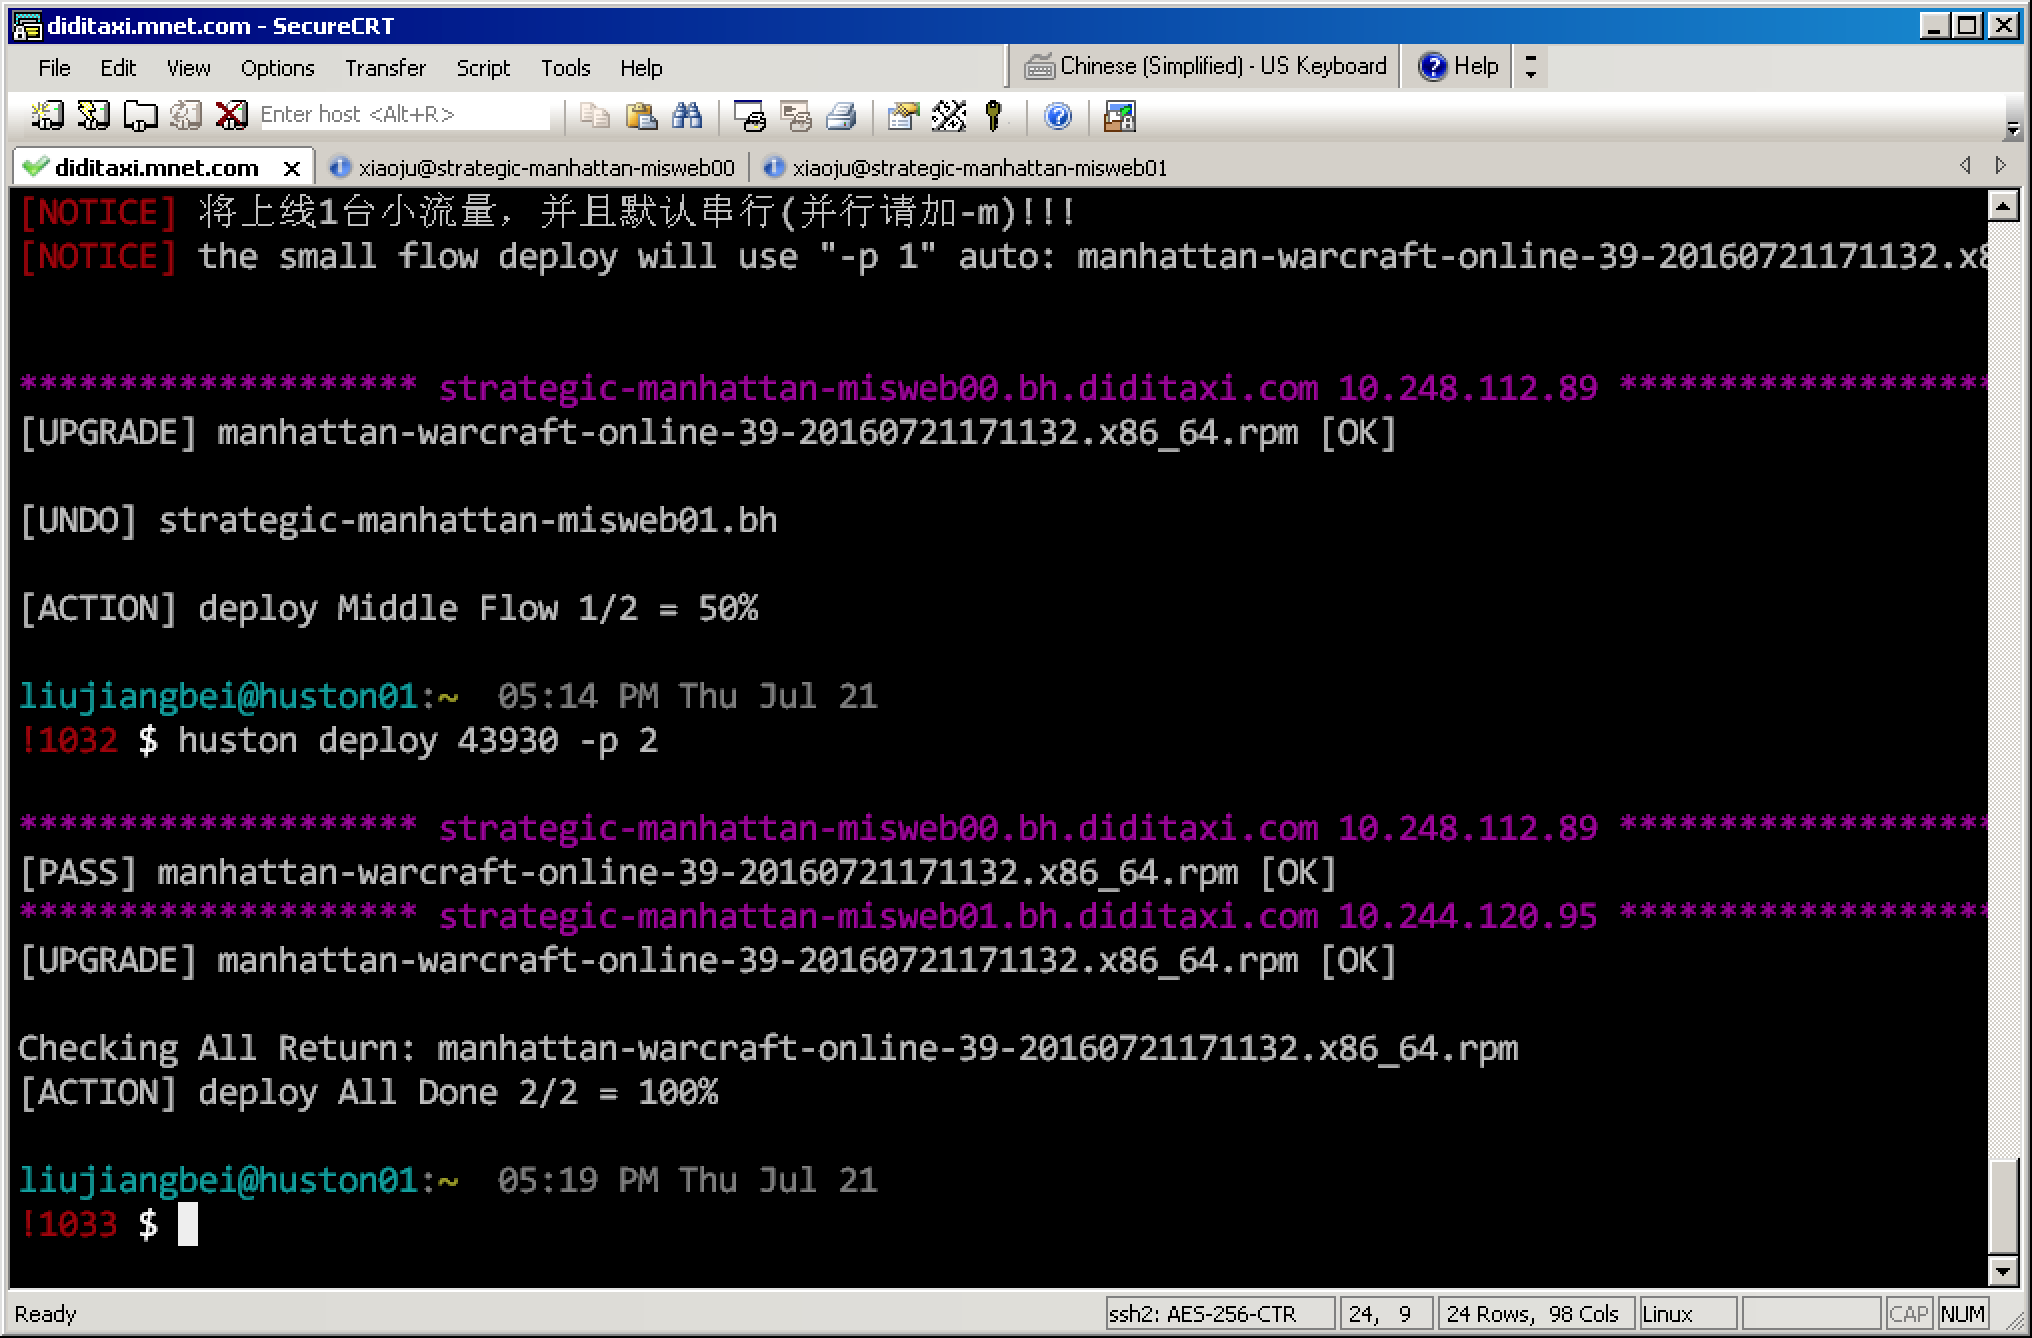 diditaxi.mnet.com - SecureCRT
File Edit View Options Transfer Script Tools Help Chinese (Simplified) - US Keyboard Help
Enter host <Alt+R>
diditaxi.mnet.com xiaoju@strategic-manhattan-misweb00 xiaoju@strategic-manhattan-misweb01
[NOTICE] 将上线1台小流量，并且默认串行(并行请加-m)!!!
[NOTICE] the small flow deploy will use "-p 1" auto: manhattan-warcraft-online-39-20160721171132.x8
******************** strategic-manhattan-misweb00.bh.diditaxi.com 10.248.112.89 *******************
[UPGRADE] manhattan-warcraft-online-39-20160721171132.x86_64.rpm [OK]
[UNDO] strategic-manhattan-misweb01.bh
[ACTION] deploy Middle Flow 1/2 = 50%
liujiangbei@huston01:~ 05:14 PM Thu Jul 21
!1032 $ huston deploy 43930 -p 2
******************** strategic-manhattan-misweb00.bh.diditaxi.com 10.248.112.89 *******************
[PASS] manhattan-warcraft-online-39-20160721171132.x86_64.rpm [OK]
******************** strategic-manhattan-misweb01.bh.diditaxi.com 10.244.120.95 *******************
[UPGRADE] manhattan-warcraft-online-39-20160721171132.x86_64.rpm [OK]
Checking All Return: manhattan-warcraft-online-39-20160721171132.x86_64.rpm
[ACTION] deploy All Done 2/2 = 100%
liujiangbei@huston01:~ 05:19 PM Thu Jul 21
!1033 $
Ready ssh2: AES-256-CTR 24, 9 24 Rows, 98 Cols Linux CAP NUM